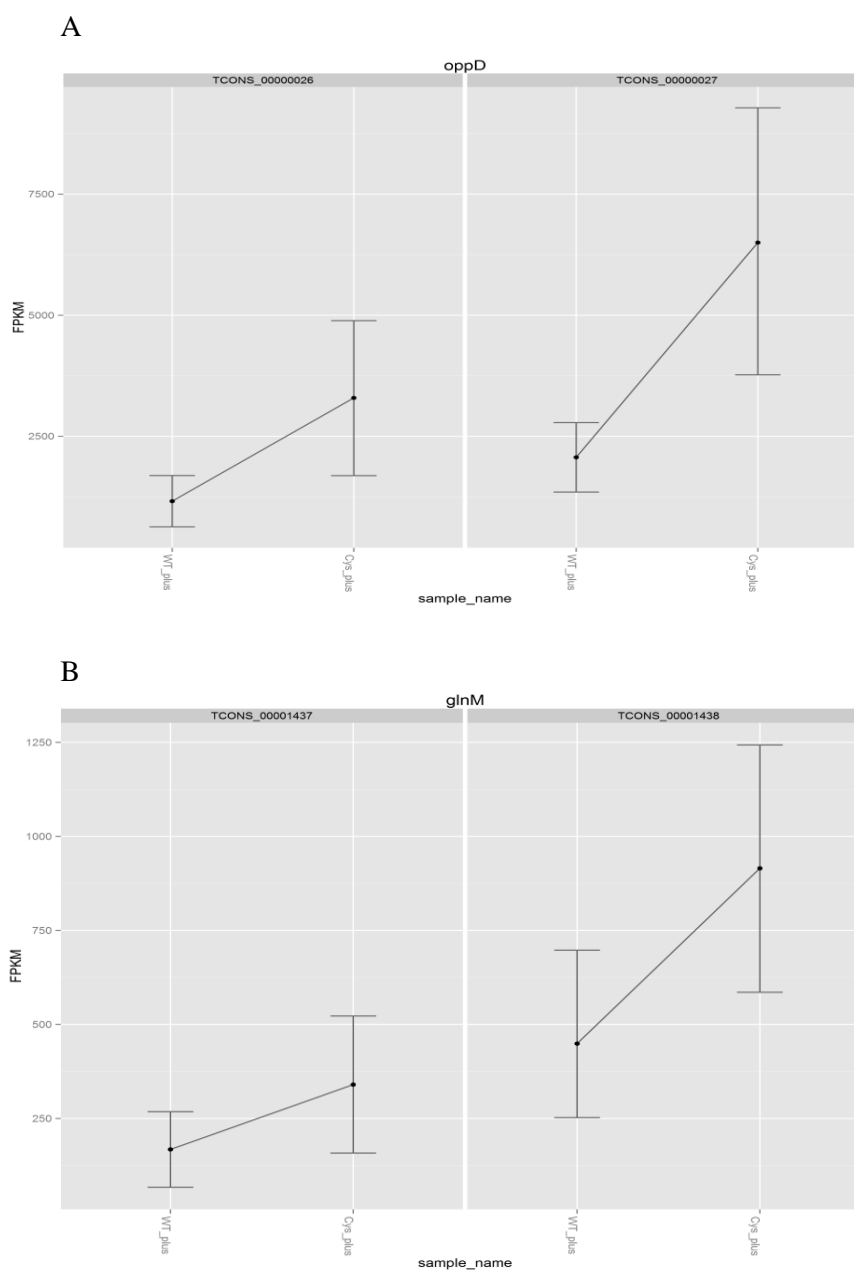 A
oppD
TCONS_00000026 TCONS_00000027
7500
5000
2500
FPKM
WT_plus Cys_plus WT_plus Cys_plus
sample_name
B
glnM
TCONS_00001437 TCONS_00001438
1250
1000
750
500
250
FPKM
WT_plus Cys_plus WT_plus Cys_plus
sample_name